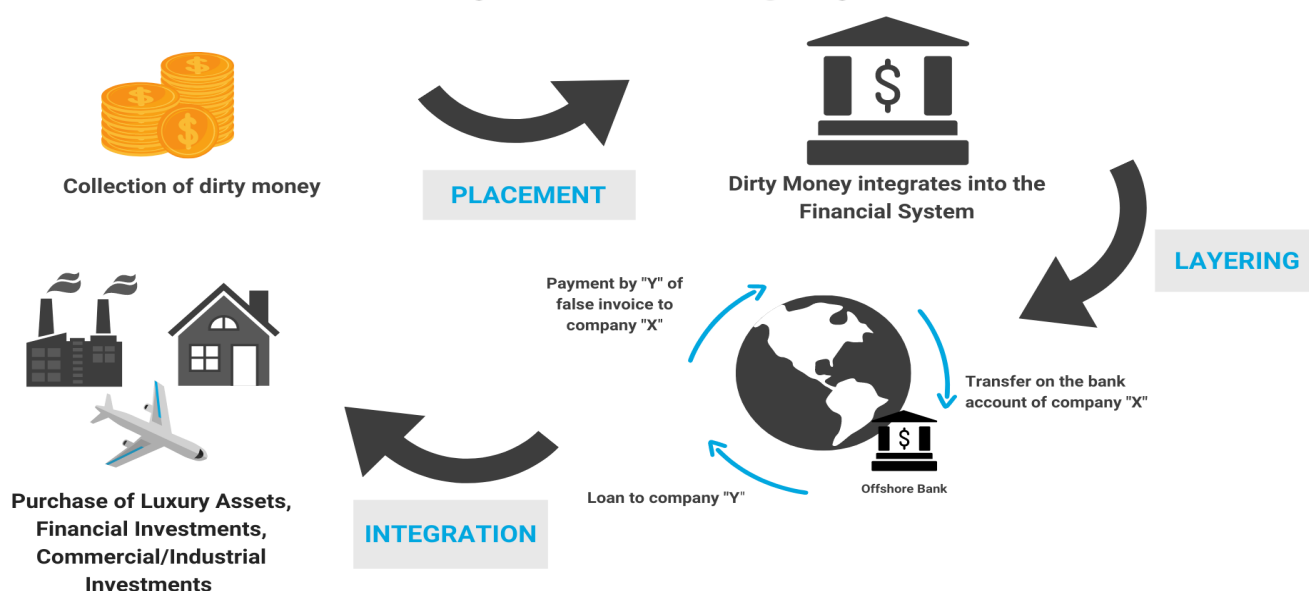 Collection of dirty money
PLACEMENT
Dirty Money integrates into the
Financial System
LAYERING
Payment by "Y" of
false invoice to
company "X"
Transfer on the bank
account of company "X"
Offshore Bank
Loan to company "Y"
INTEGRATION
Purchase of Luxury Assets,
Financial Investments,
Commercial/Industrial
Investments